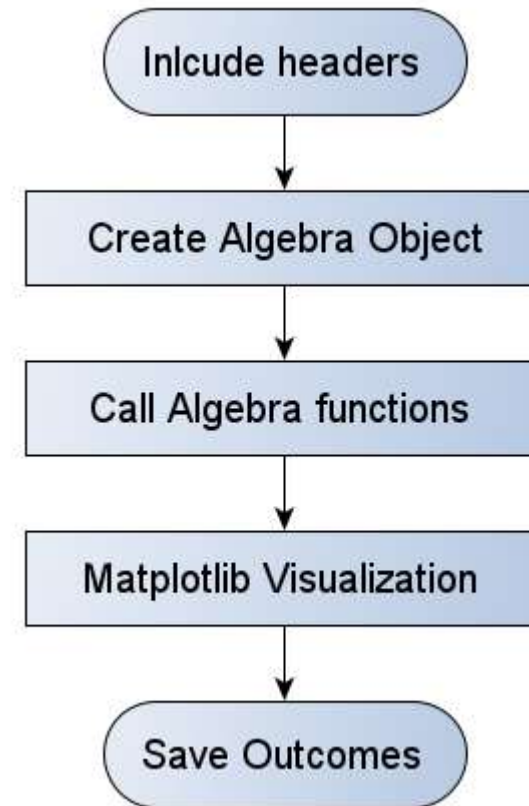 Inlcude headers
Create Algebra Object
Call Algebra functions
Matplotlib Visualization
Save Outcomes